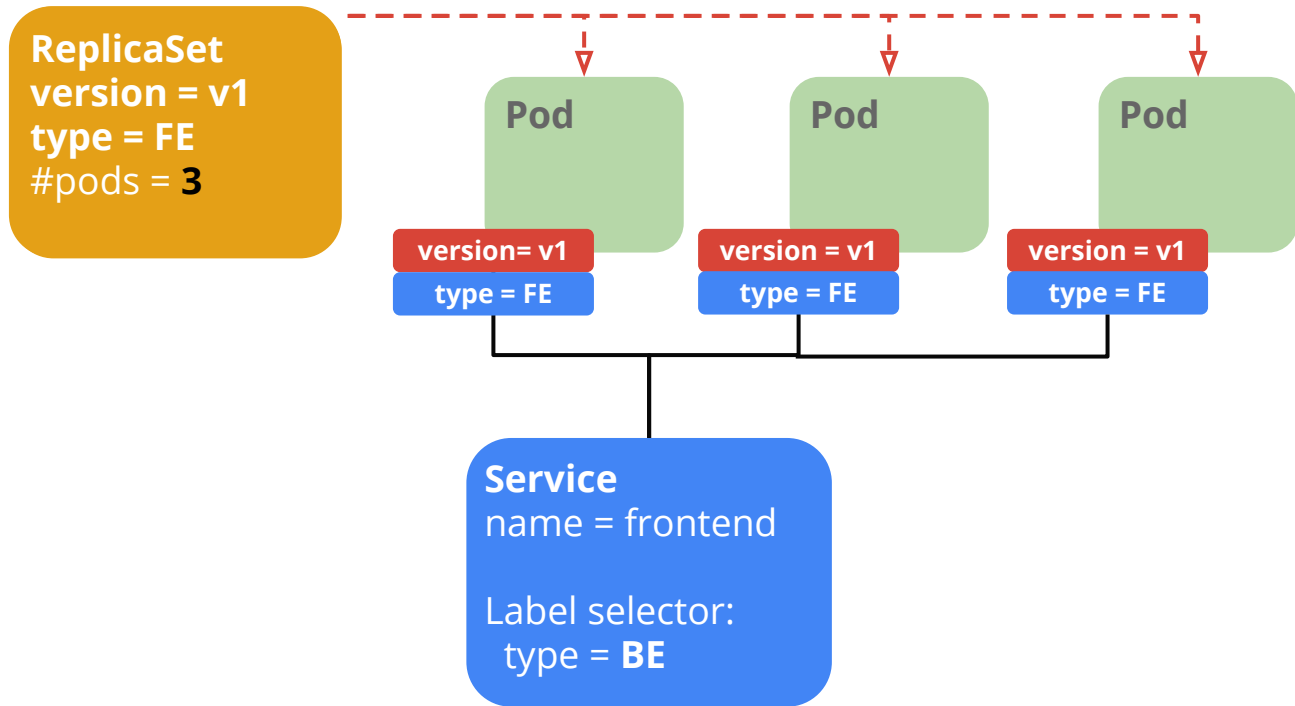 ReplicaSet
version = v1
type = FE
#pods = 3
Pod
Pod
Pod
version= v1
type = FE
version = v1
type = FE
version = v1
type = FE
Service
name = frontend
Label selector:
type = BE